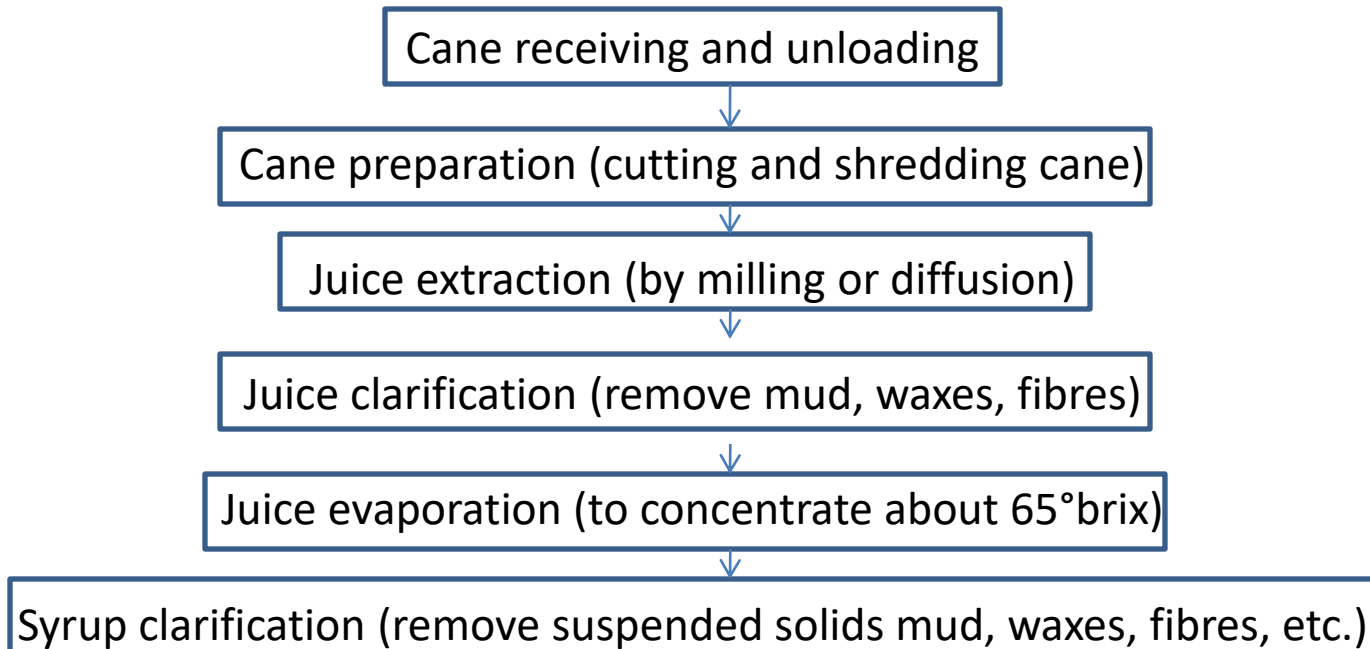 Cane receiving and unloading
Cane preparation (cutting and shredding cane)
Juice extraction (by milling or diffusion)
Juice clarification (remove mud, waxes, fibres)
Juice evaporation (to concentrate about 65°brix)
Syrup clarification (remove suspended solids mud, waxes, fibres, etc.)